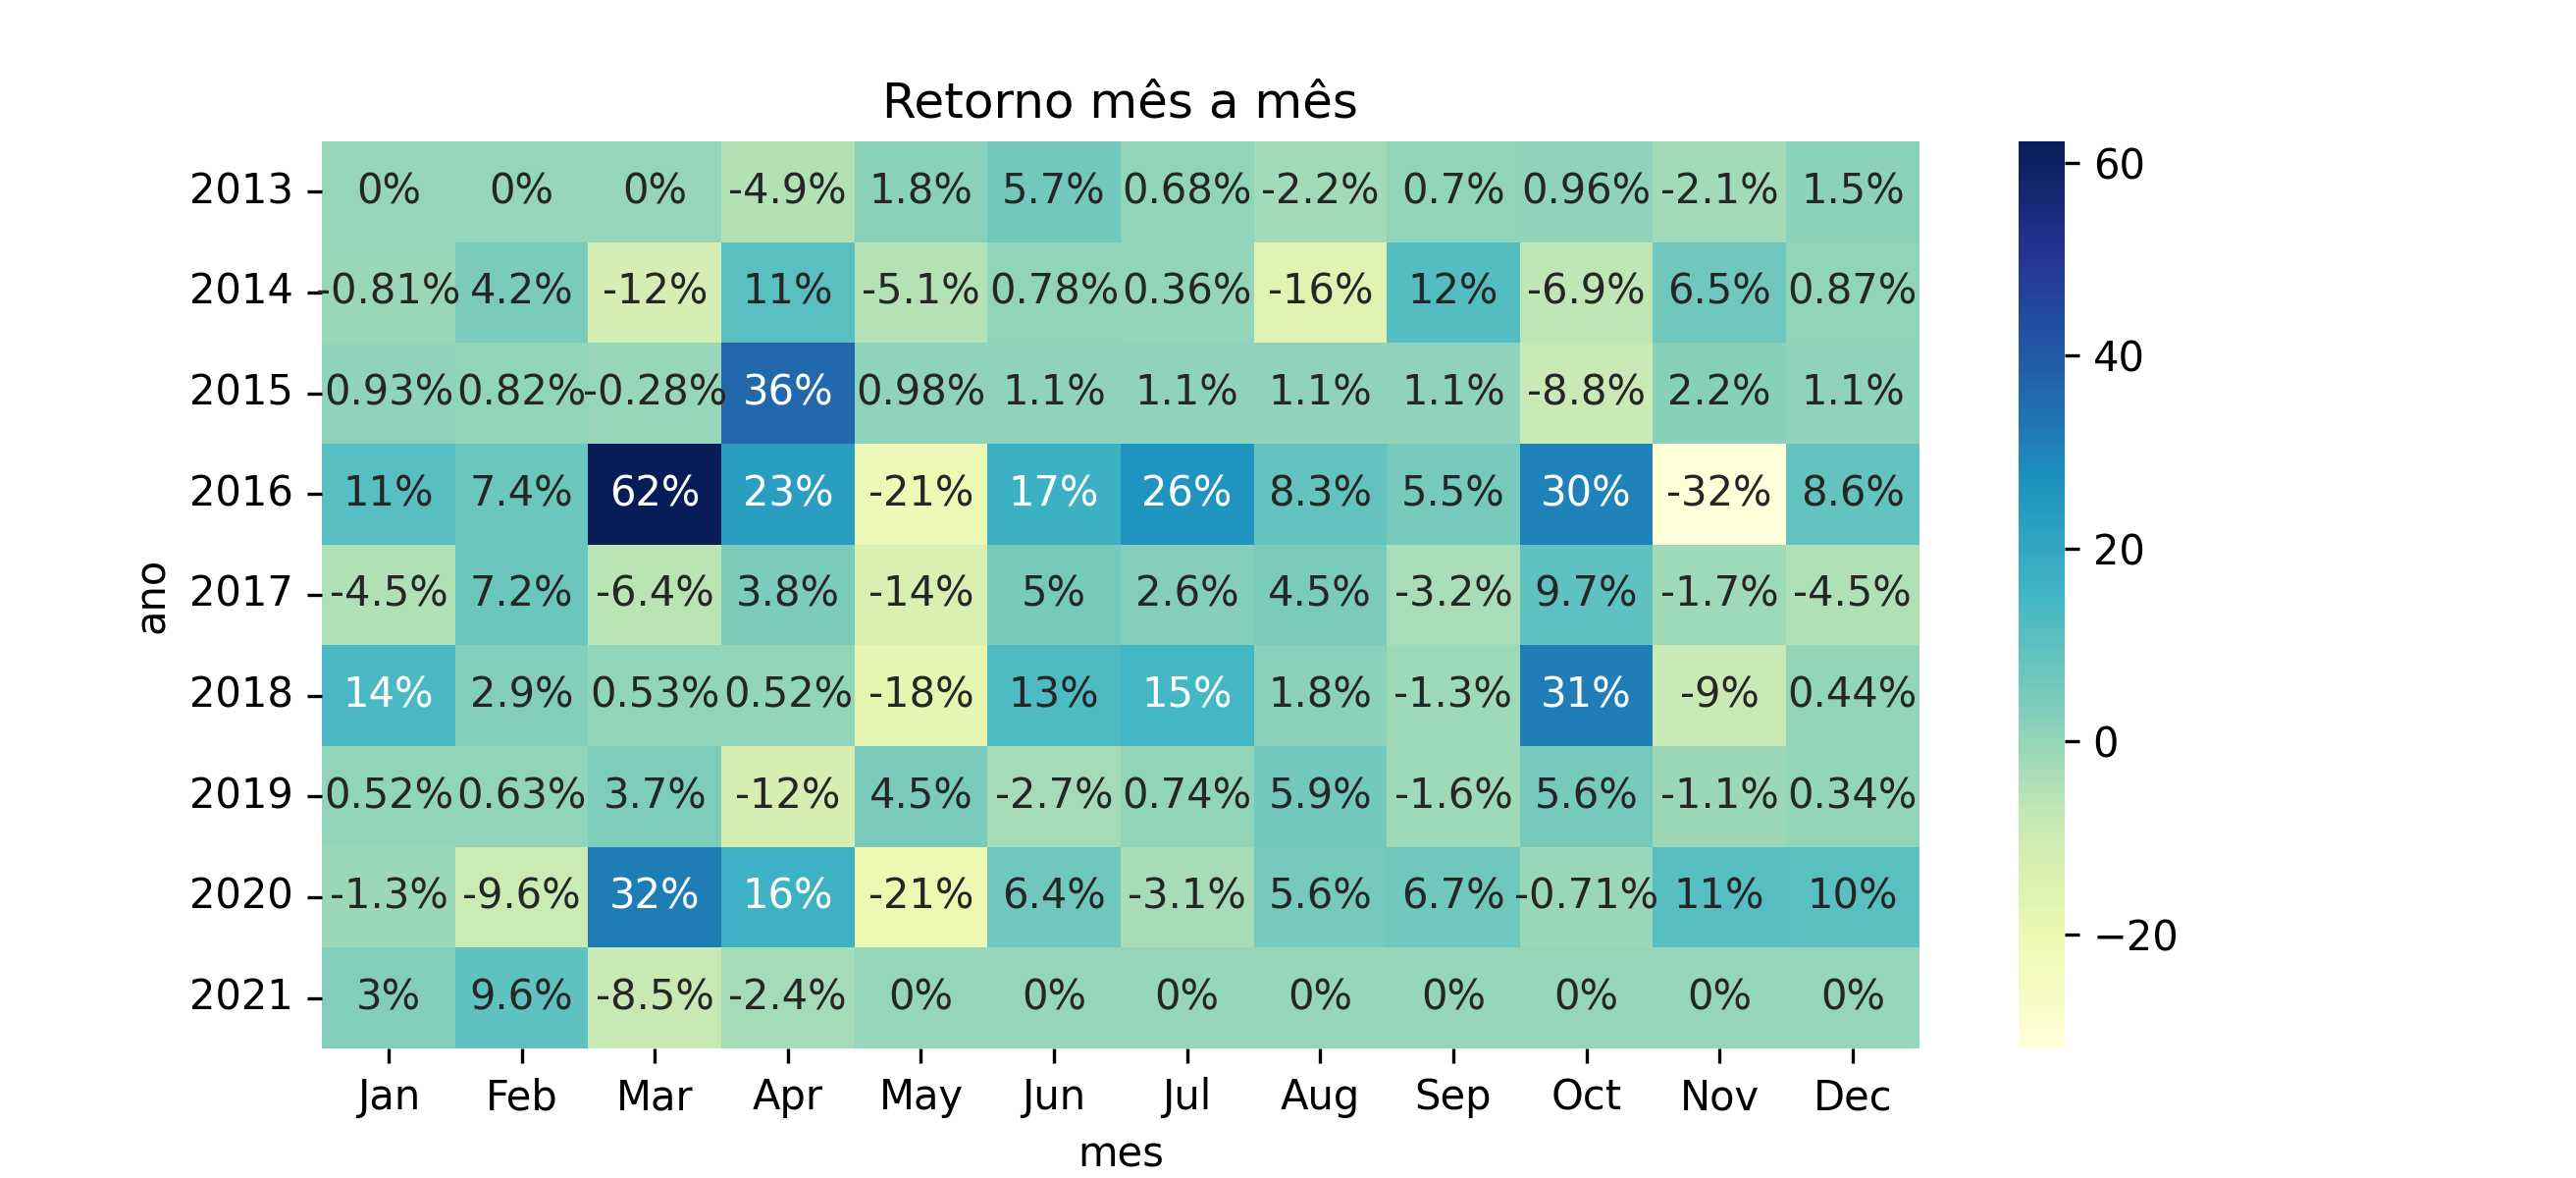 Retorno mês a mês
2013 0% 0% 0% -4.9% 1.8% 5.7% 0.68% -2.2% 0.7% 0.96% -2.1% 1.5%
2014 -0.81% 4.2% -12% 11% -5.1% 0.78% 0.36% -16% 12% -6.9% 6.5% 0.87%
2015 0.93% 0.82% -0.28% 36% 0.98% 1.1% 1.1% 1.1% 1.1% -8.8% 2.2% 1.1%
2016 11% 7.4% 62% 23% -21% 17% 26% 8.3% 5.5% 30% -32% 8.6%
2017 -4.5% 7.2% -6.4% 3.8% -14% 5% 2.6% 4.5% -3.2% 9.7% -1.7% -4.5%
2018 14% 2.9% 0.53% 0.52% -18% 13% 15% 1.8% -1.3% 31% -9% 0.44%
2019 0.52% 0.63% 3.7% -12% 4.5% -2.7% 0.74% 5.9% -1.6% 5.6% -1.1% 0.34%
2020 -1.3% -9.6% 32% 16% -21% 6.4% -3.1% 5.6% 6.7% -0.71% 11% 10%
2021 3% 9.6% -8.5% -2.4% 0% 0% 0% 0% 0% 0% 0% 0%
Jan Feb Mar Apr May Jun Jul Aug Sep Oct Nov Dec
mes
ano
60
40
20
0
−20